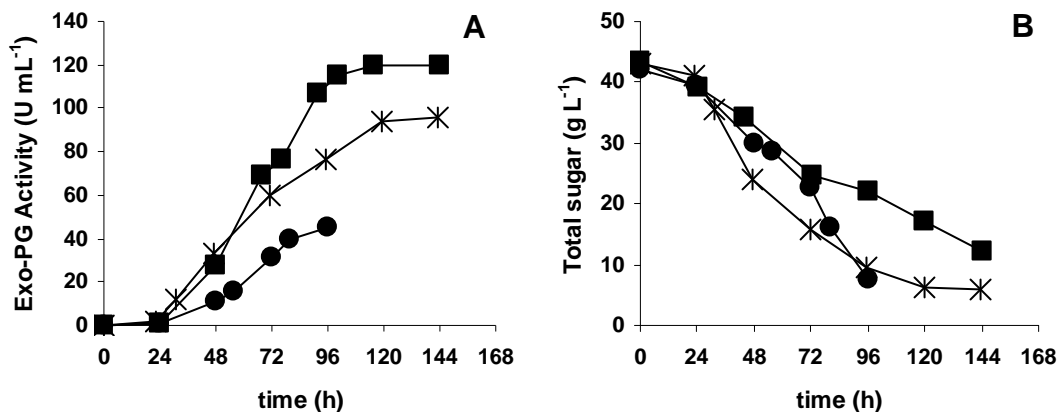 A
Exo-PG Activity (U mL⁻¹)
140
120
100
80
60
40
20
0
0 24 48 72 96 120 144 168
time (h)
B
Total sugar (g L⁻¹)
50
40
30
20
10
0
0 24 48 72 96 120 144 168
time (h)